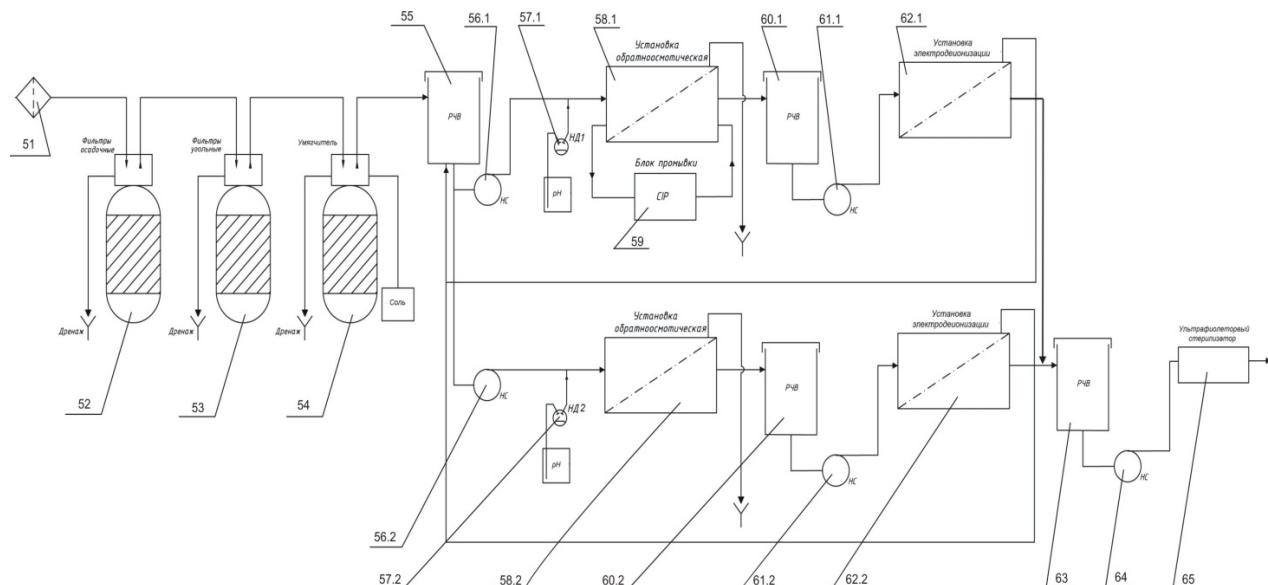 55
56.1
57.1
58.1
60.1
61.1
62.1
Установка
обратноосмотическая
Установка
электродеионизации
51
Фильтры
осадочные
Фильтры
угольные
Умягчитель
РЧВ
НД1
РЧВ
Блок промывки
pH
НС
CIP
НС
59
Соль
Дренаж
Дренаж
Дренаж
Установка
обратноосмотическая
Установка
электродеионизации
Ультрафиолетовый
стерилизатор
52
53
54
НС
НД2
РЧВ
РЧВ
pH
НС
НС
56.2
57.2
58.2
60.2
61.2
62.2
63
64
65